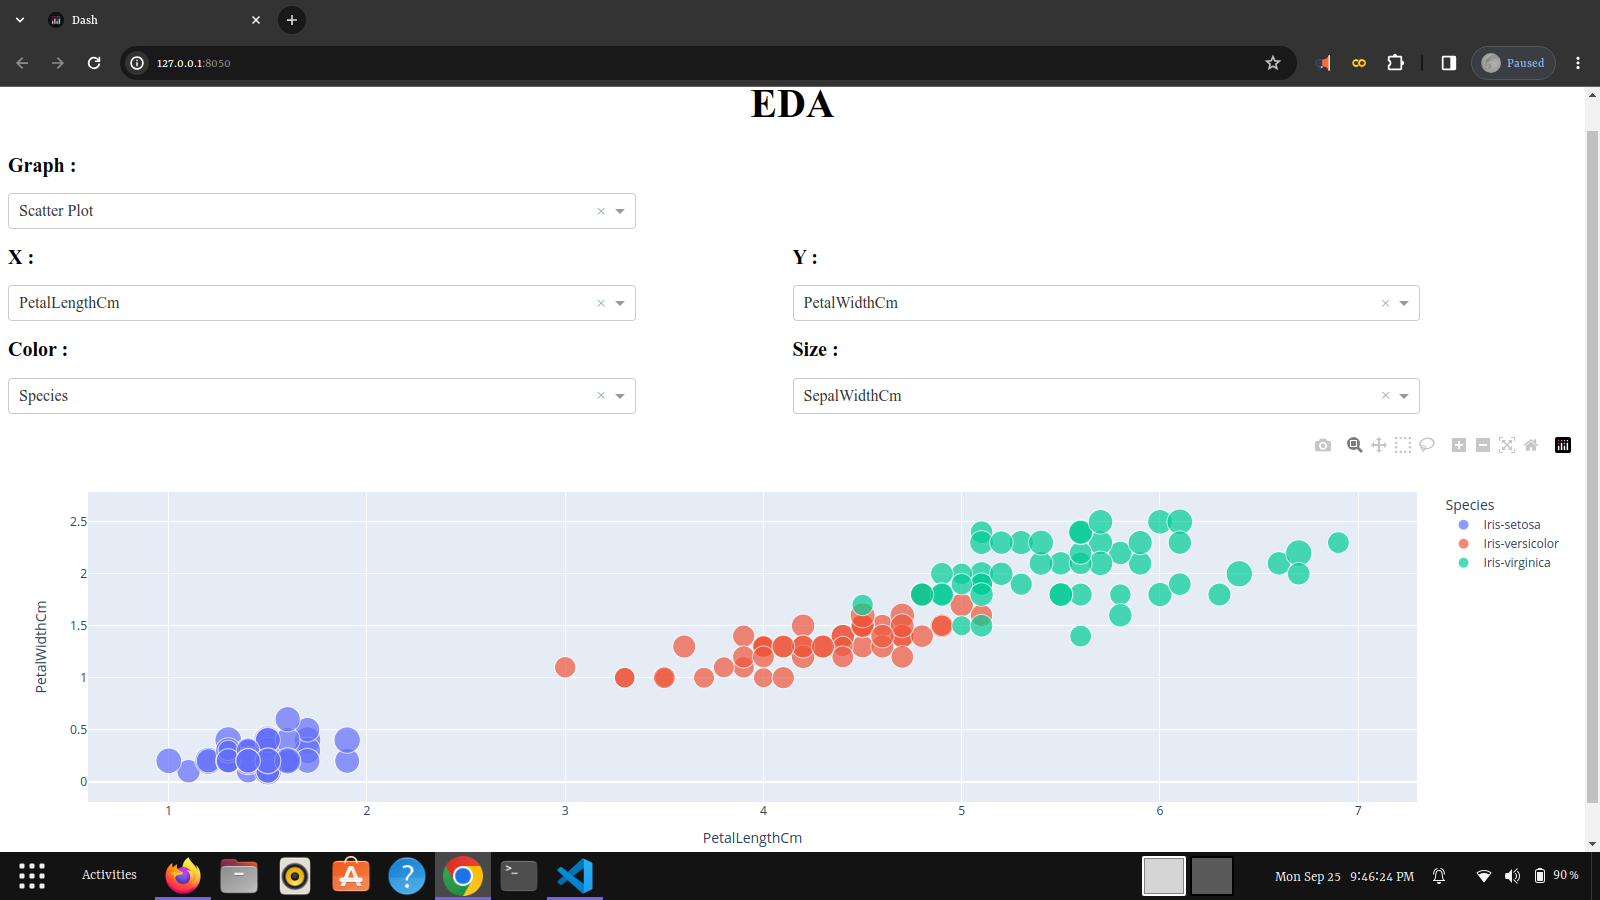 Dash
127.0.0.1:8050
Paused
EDA
Graph :
Scatter Plot
X :
Y :
PetalLengthCm
PetalWidthCm
Color :
Size :
Species
SepalWidthCm
Species
Iris-setosa
Iris-versicolor
Iris-virginica
PetalWidthCm
2.5
2
1.5
1
0.5
0
1 2 3 4 5 6 7
PetalLengthCm
Activities
Mon Sep 25 9:46:24 PM
90 %